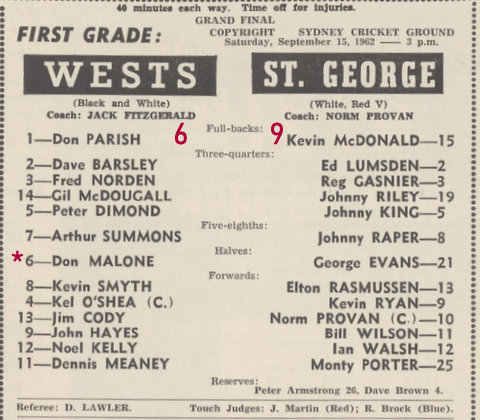 40 minutes each way. Time off for injuries.
GRAND FINAL
FIRST GRADE: COPYRIGHT SYDNEY CRICKET GROUND
Saturday, September 15, 1962 — 3 p.m.
WESTS ST. GEORGE
(Black and White) (White, Red V)
Coach: JACK FITZGERALD Coach: NORM PROVAN
6 Full-backs: 9
1—Don PARISH Kevin McDONALD—15
Three-quarters:
2—Dave BARSLEY Ed LUMSDEN—2
3—Fred NORDEN Reg GASNIER—3
14—Gil McDOUGALL Johnny RILEY—19
5—Peter DIMOND Johnny KING—5
Five-eighths:
7—Arthur SUMMONS Johnny RAPER—8
Halves:
*6—Don MALONE George EVANS—21
Forwards:
8—Kevin SMYTH Elton RASMUSSEN—13
4—Kel O'SHEA (C.) Kevin RYAN—9
13—Jim CODY Norm PROVAN (C.)—10
9—John HAYES Bill WILSON—11
12—Noel KELLY Ian WALSH—12
11—Dennis MEANEY Monty PORTER—25
Reserves:
Peter Armstrong 26, Dave Brown 4.
Referee: D. LAWLER. Touch Judges: J. Martin (Red); R. Brock (Blue).